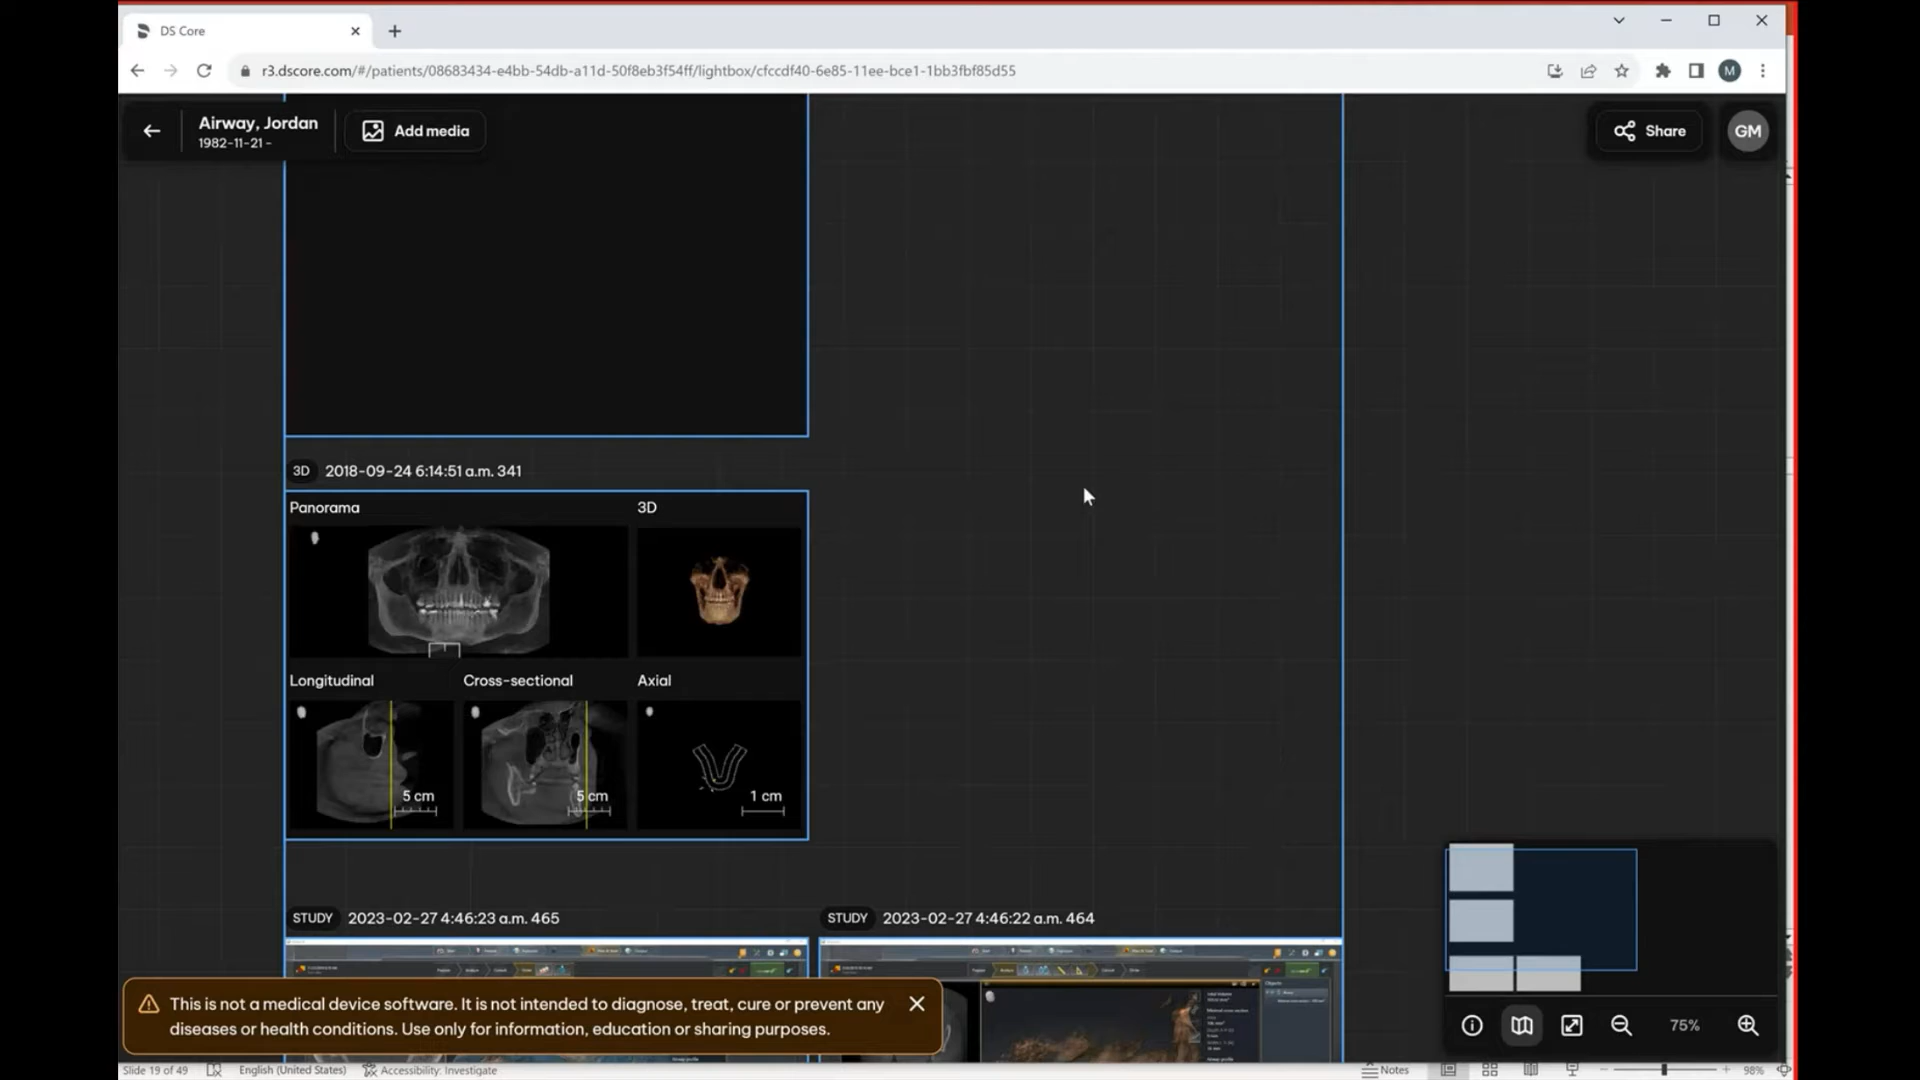 DS Core
r3.dscore.com/#/patients/08683434-e4bb-54db-a11d-50f8eb3f54ff/lightbox/cfccdf40-6e85-11ee-bce1-1bb3fbf85d55
M
Airway, Jordan
1982-11-21 -
Add media
Share
GM
3D 2018-09-24 6:14:51 a.m. 341
Panorama
3D
Longitudinal
Cross-sectional
Axial
5 cm
5 cm
1 cm
STUDY 2023-02-27 4:46:23 a.m. 465
STUDY 2023-02-27 4:46:22 a.m. 464
This is not a medical device software. It is not intended to diagnose, treat, cure or prevent any
diseases or health conditions. Use only for information, education or sharing purposes.
75%
Slide 19 of 49
English (United States)
Accessibility: Investigate
Notes
98%